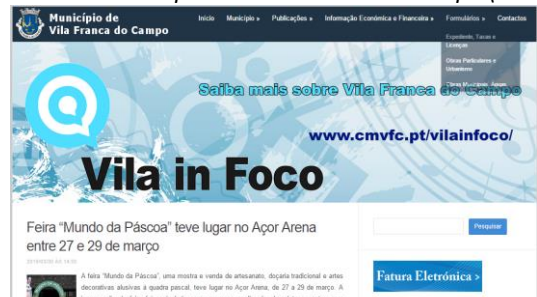 Município de
Vila Franca do Campo
Início Município » Publicações » Informação Económica e Financeira » Formulários » Contactos
Expediente, Taxas e
Licenças
Obras Particulares e
Urbanismo
Obras Municipais, Águas
Saiba mais sobre Vila Franca do Campo
www.cmvfc.pt/vilainfoco/
Vila in Foco
Feira “Mundo da Páscoa” teve lugar no Açor Arena
entre 27 e 29 de março
Pesquisar
A feira “Mundo da Páscoa”, uma mostra e venda de artesanato, doçaria tradicional e artes
decorativas alusivas à quadra pascal, teve lugar no Açor Arena, de 27 a 29 de março. A
Fatura Eletrónica >